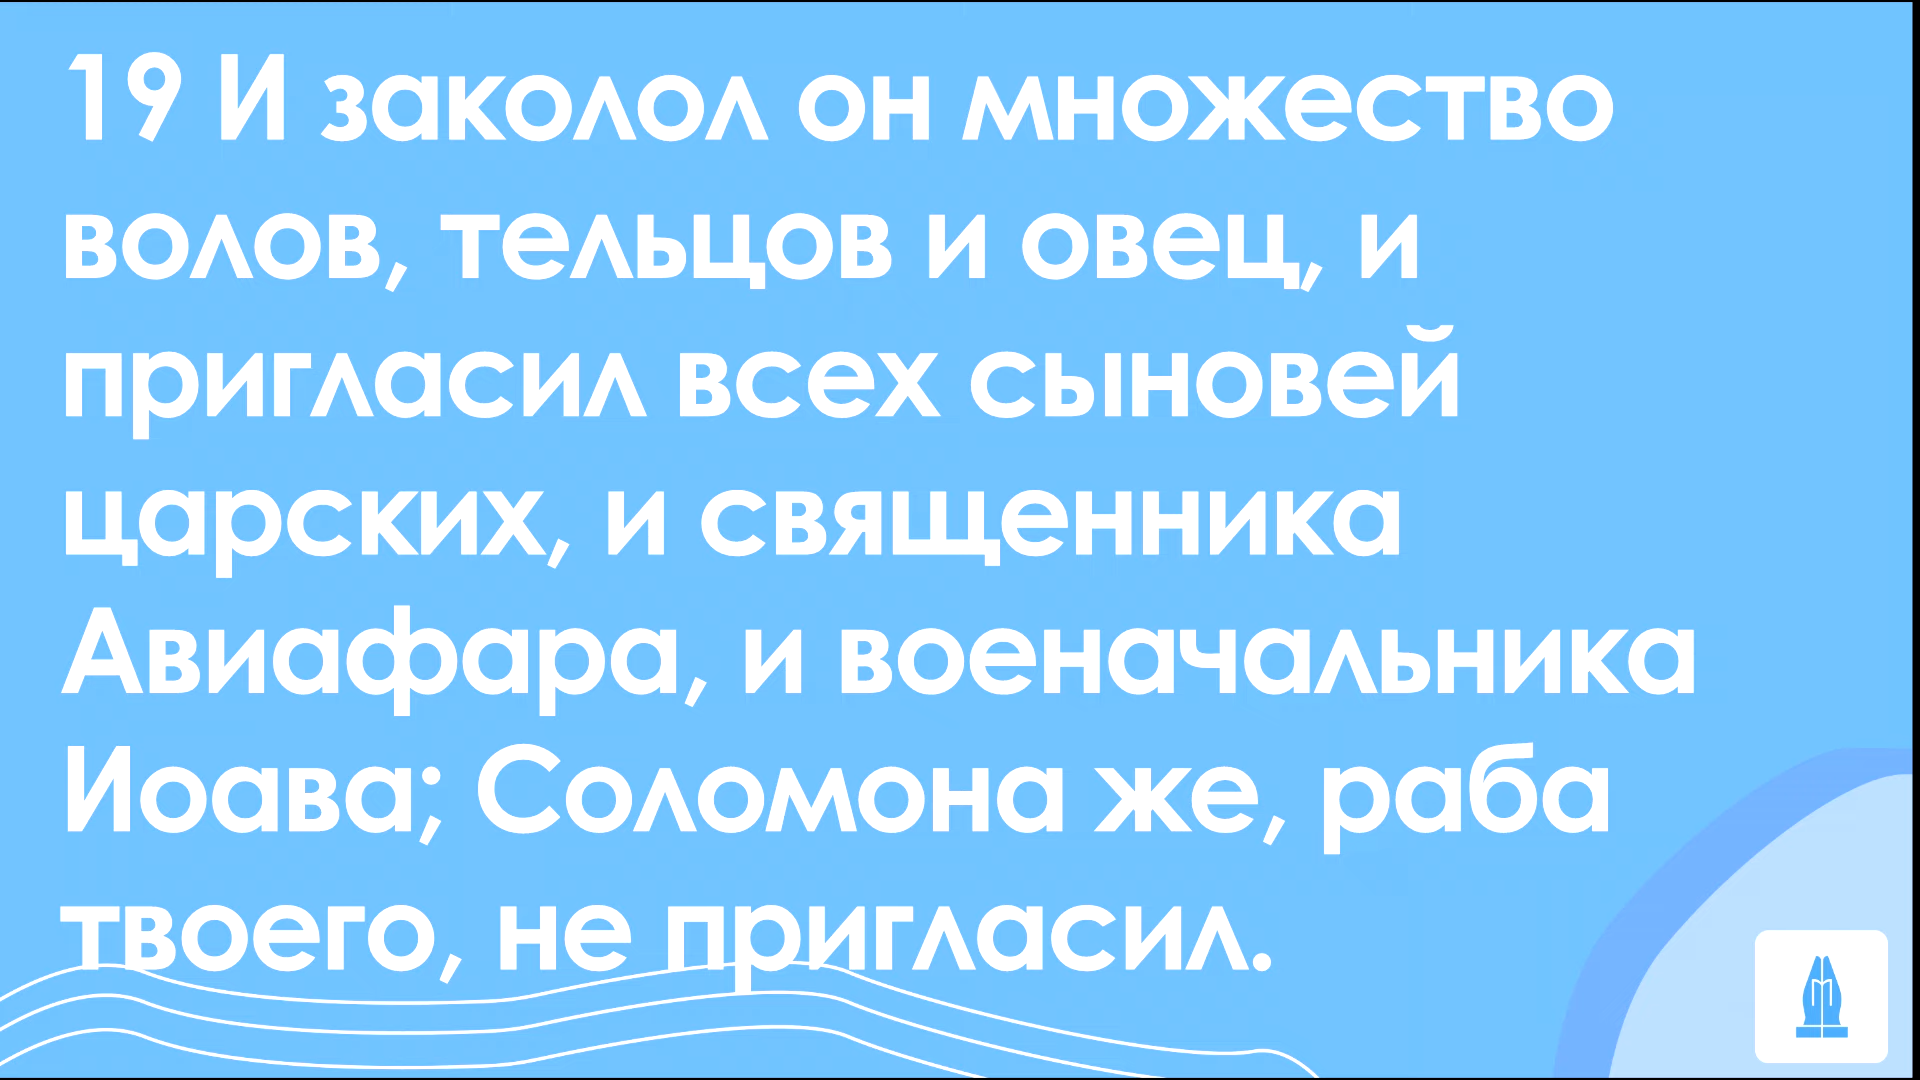 19 И заколол он множество
волов, тельцов и овец, и
пригласил всех сыновей
царских, и священника
Авиафара, и военачальника
Иоава; Соломона же, раба
твоего, не пригласил.